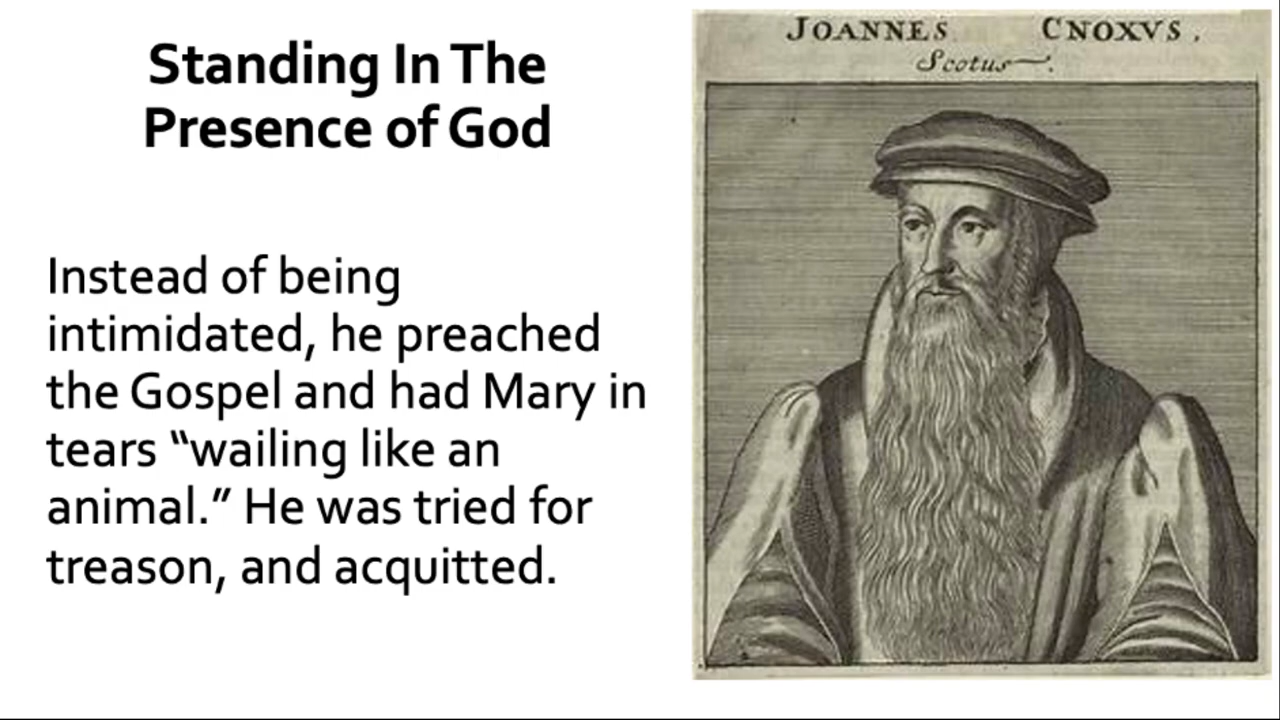 Standing In The
Presence of God
Instead of being
intimidated, he preached
the Gospel and had Mary in
tears “wailing like an
animal.” He was tried for
treason, and acquitted.
JOANNES CNOXVS.
Scotus.